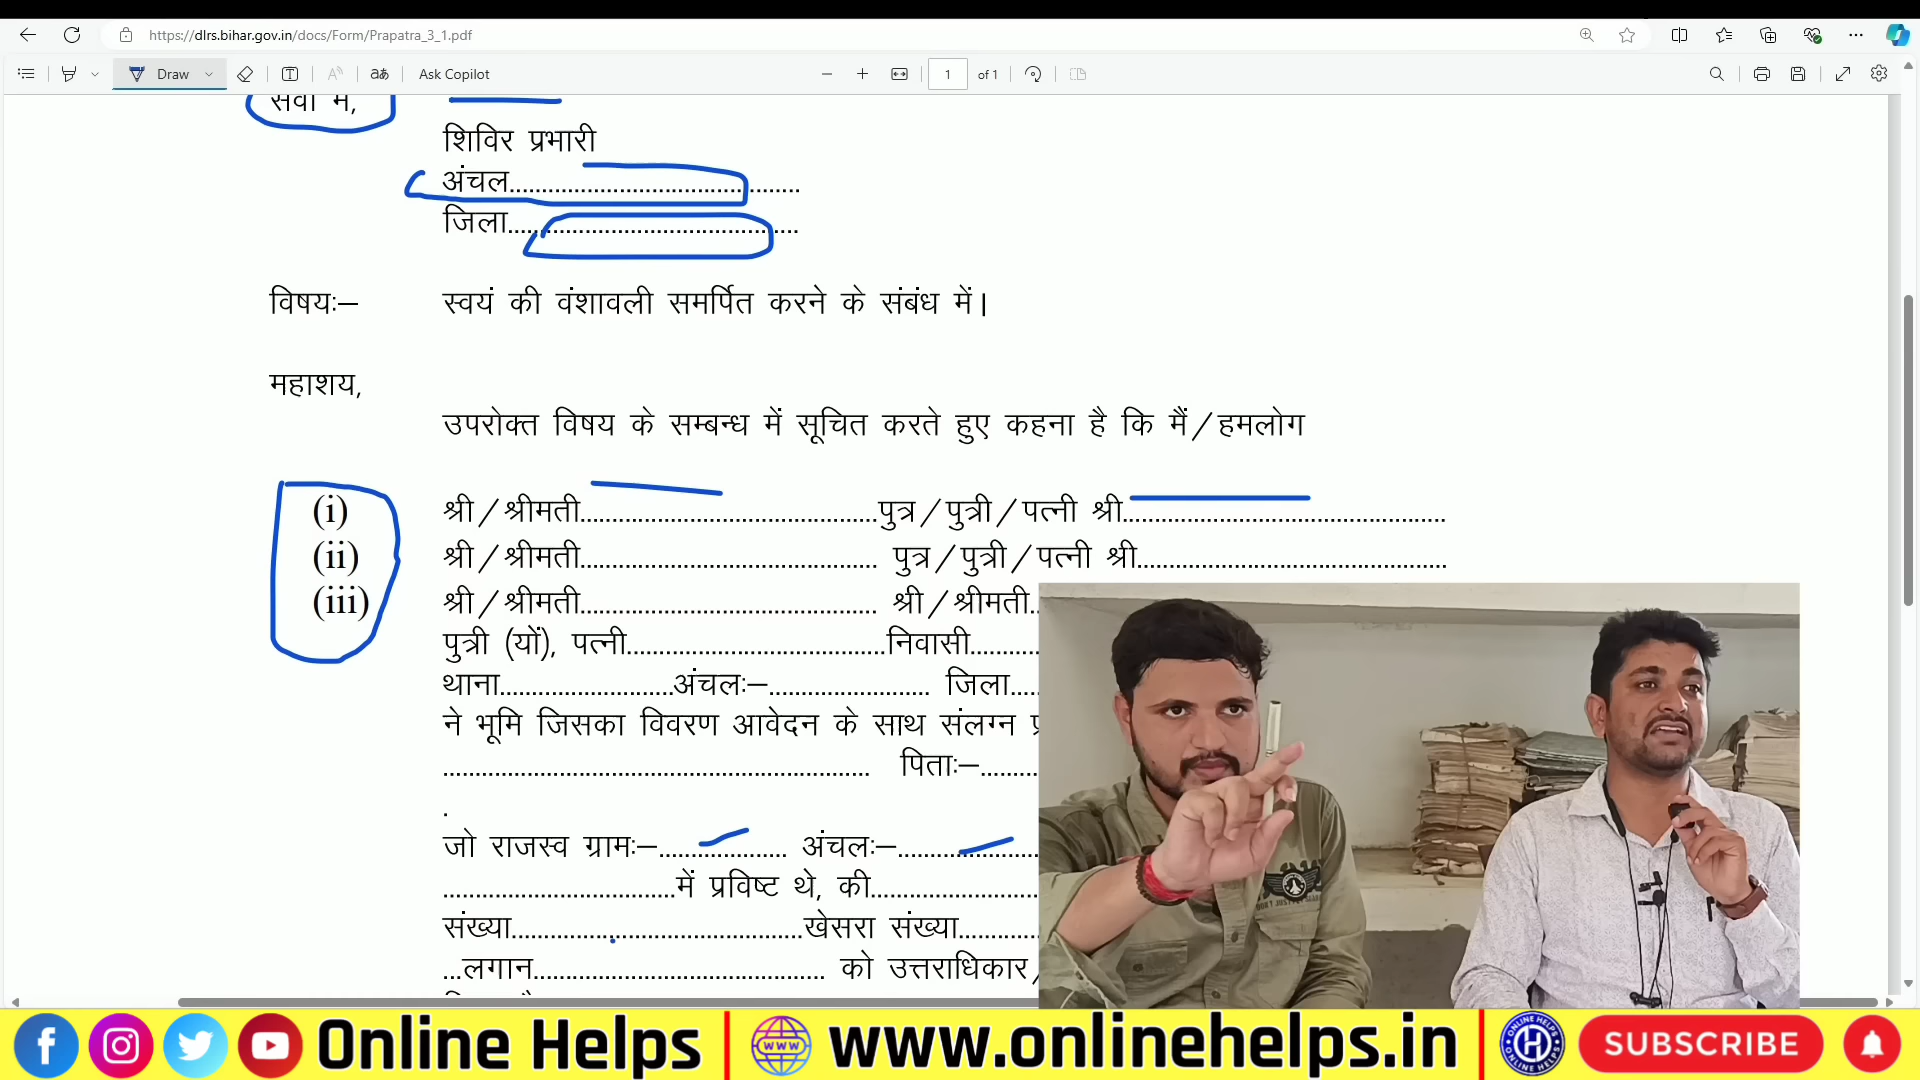 https://dlrs.bihar.gov.in/docs/Form/Prapatra_3_1.pdf
Draw
Ask Copilot
1 of 1
सेवा में,
शिविर प्रभारी
अंचल................................................
जिला................................................
विषयः— स्वयं की वंशावली समर्पित करने के संबंध में।
महाशय,
उपरोक्त विषय के सम्बन्ध में सूचित करते हुए कहना है कि मैं/हमलोग
(i) श्री/श्रीमती................................................पुत्र/पुत्री/पत्नी श्री....................................................
(ii) श्री/श्रीमती................................................ पुत्र/पुत्री/पत्नी श्री..................................................
(iii) श्री/श्रीमती................................................ श्री/श्रीमती.
पुत्री (यों), पत्नी..........................................निवासी...........
थाना............................अंचलः—.......................... जिला.....
ने भूमि जिसका विवरण आवेदन के साथ संलग्न
...................................................................... पिताः—.........
.
जो राजस्व ग्रामः—..................... अंचलः—.......................
......................................में प्रविष्ट थे, की...........................
संख्या...............................................खेसरा संख्या.............
...लगान............................................... को उत्तराधिकार/
Online Helps
www.onlinehelps.in
ONLINE HELPS
SUBSCRIBE